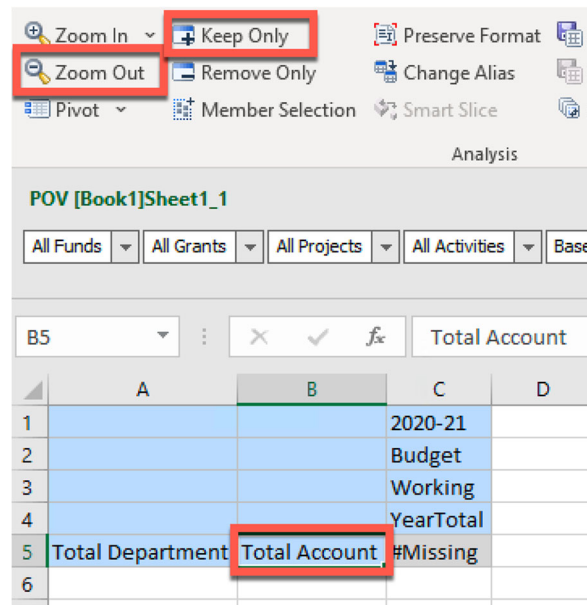 Zoom In Keep Only Preserve Format
Zoom Out Remove Only Change Alias
Pivot Member Selection Smart Slice
Analysis
POV [Book1]Sheet1_1
All Funds All Grants All Projects All Activities Base
B5 fx Total Account
A B C D
1 2020-21
2 Budget
3 Working
4 YearTotal
5 Total Department Total Account #Missing
6